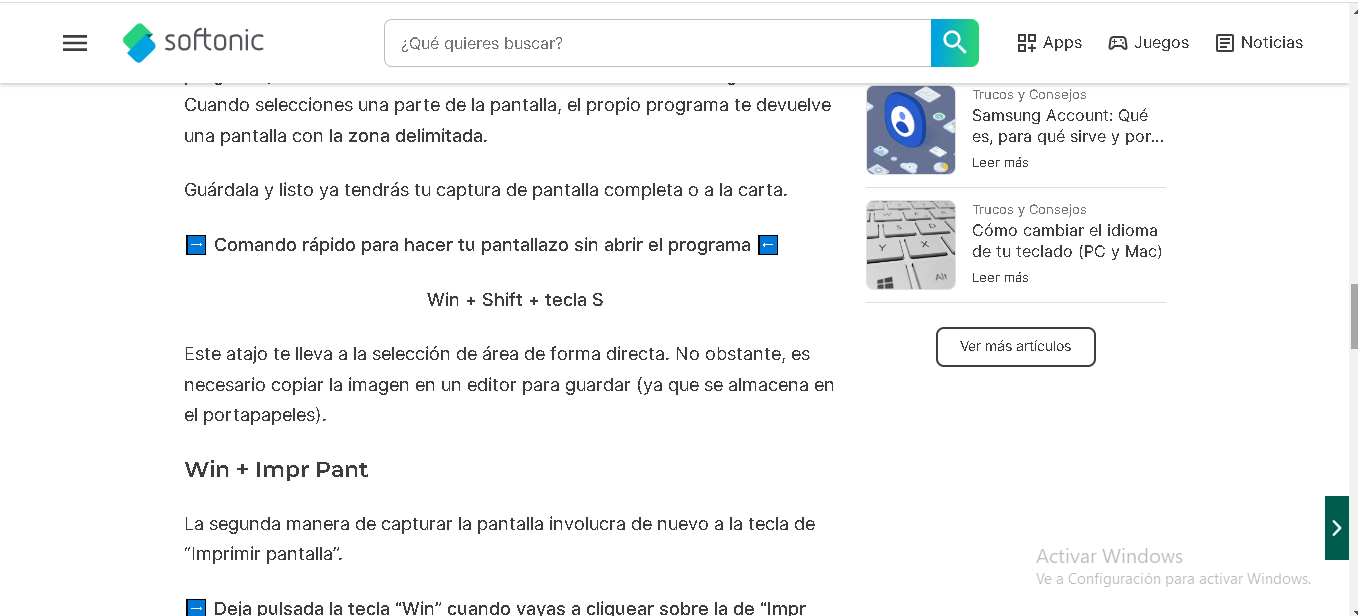 softonic
¿Qué quieres buscar?
Apps
Juegos
Noticias
Cuando selecciones una parte de la pantalla, el propio programa te devuelve
una pantalla con la zona delimitada.
Guárdala y listo ya tendrás tu captura de pantalla completa o a la carta.
➡ Comando rápido para hacer tu pantallazo sin abrir el programa ⬅
Win + Shift + tecla S
Este atajo te lleva a la selección de área de forma directa. No obstante, es
necesario copiar la imagen en un editor para guardar (ya que se almacena en
el portapapeles).
Win + Impr Pant
La segunda manera de capturar la pantalla involucra de nuevo a la tecla de
“Imprimir pantalla”.
➡ Deja pulsada la tecla “Win” cuando vayas a cliquear sobre la de “Impr
Trucos y Consejos
Samsung Account: Qué
es, para qué sirve y por...
Leer más
Trucos y Consejos
Cómo cambiar el idioma
de tu teclado (PC y Mac)
Leer más
Ver más artículos
S
D
Y
X
Alt
Activar Windows
Ve a Configuración para activar Windows.